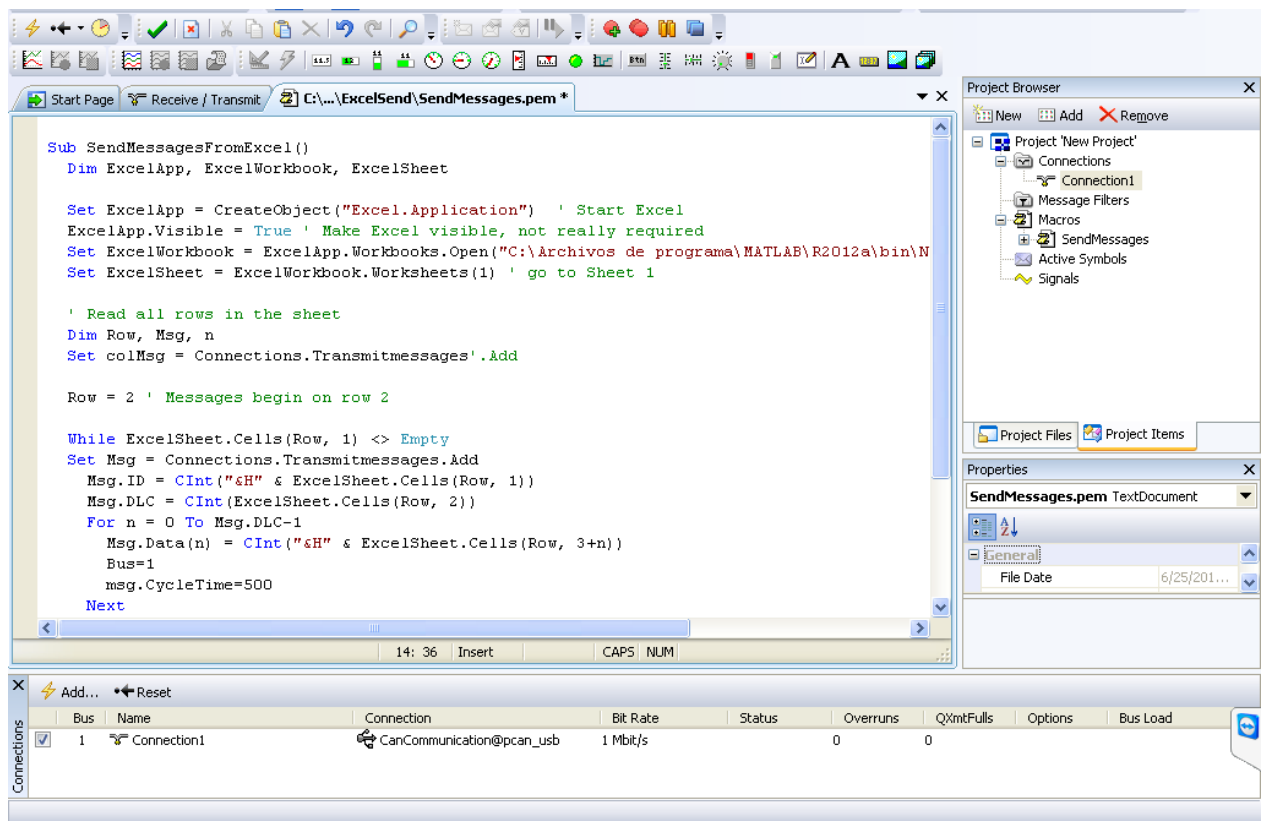 Start Page Receive / Transmit C:\...\ExcelSend\SendMessages.pem *
Sub SendMessagesFromExcel()
Dim ExcelApp, ExcelWorkbook, ExcelSheet
Set ExcelApp = CreateObject("Excel.Application") ' Start Excel
ExcelApp.Visible = True ' Make Excel visible, not really required
Set ExcelWorkbook = ExcelApp.Workbooks.Open("C:\Archivos de programa\MATLAB\R2012a\bin\N
Set ExcelSheet = ExcelWorkbook.Worksheets(1) ' go to Sheet 1
' Read all rows in the sheet
Dim Row, Msg, n
Set colMsg = Connections.Transmitmessages'.Add
Row = 2 ' Messages begin on row 2
While ExcelSheet.Cells(Row, 1) <> Empty
Set Msg = Connections.Transmitmessages.Add
Msg.ID = CInt("&H" & ExcelSheet.Cells(Row, 1))
Msg.DLC = CInt(ExcelSheet.Cells(Row, 2))
For n = 0 To Msg.DLC-1
Msg.Data(n) = CInt("&H" & ExcelSheet.Cells(Row, 3+n))
Bus=1
msg.CycleTime=500
Next
14: 36 Insert CAPS NUM
Project Browser
New Add Remove
Project 'New Project'
Connections
Connection1
Message Filters
Macros
SendMessages
Active Symbols
Signals
Project Files Project Items
Properties
SendMessages.pem TextDocument
General
File Date 6/25/201...
Connections
Add... Reset
Bus Name Connection Bit Rate Status Overruns QXmtFulls Options Bus Load
1 Connection1 CanCommunication@pcan_usb 1 Mbit/s 0 0